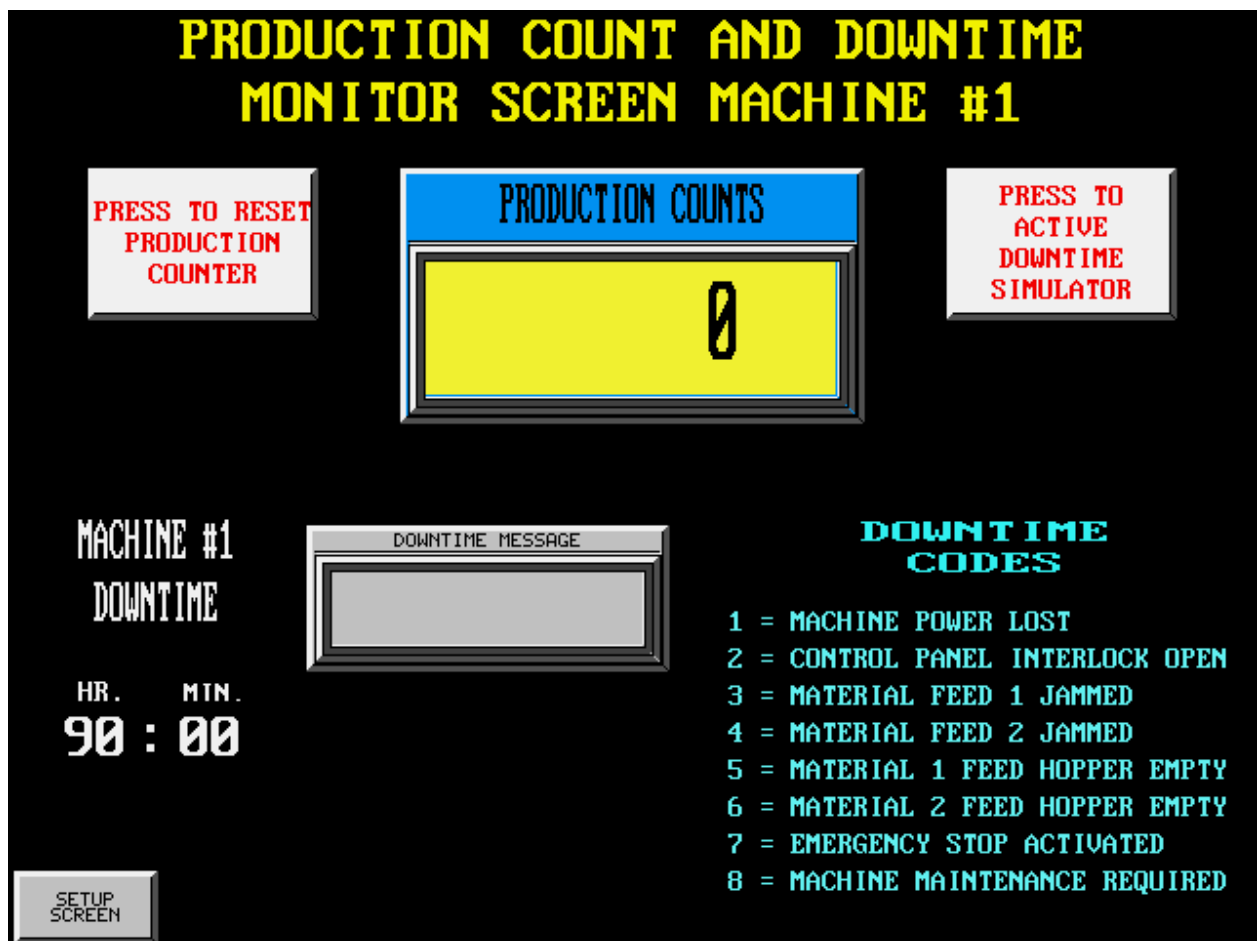 PRODUCTION COUNT AND DOWNTIME
MONITOR SCREEN MACHINE #1
PRESS TO RESET
PRODUCTION
COUNTER
PRODUCTION COUNTS
0
PRESS TO
ACTIVE
DOWNTIME
SIMULATOR
MACHINE #1
DOWNTIME
HR. MIN.
90 : 00
DOWNTIME MESSAGE
DOWNTIME
CODES
1 = MACHINE POWER LOST
2 = CONTROL PANEL INTERLOCK OPEN
3 = MATERIAL FEED 1 JAMMED
4 = MATERIAL FEED 2 JAMMED
5 = MATERIAL 1 FEED HOPPER EMPTY
6 = MATERIAL 2 FEED HOPPER EMPTY
7 = EMERGENCY STOP ACTIVATED
8 = MACHINE MAINTENANCE REQUIRED
SETUP
SCREEN